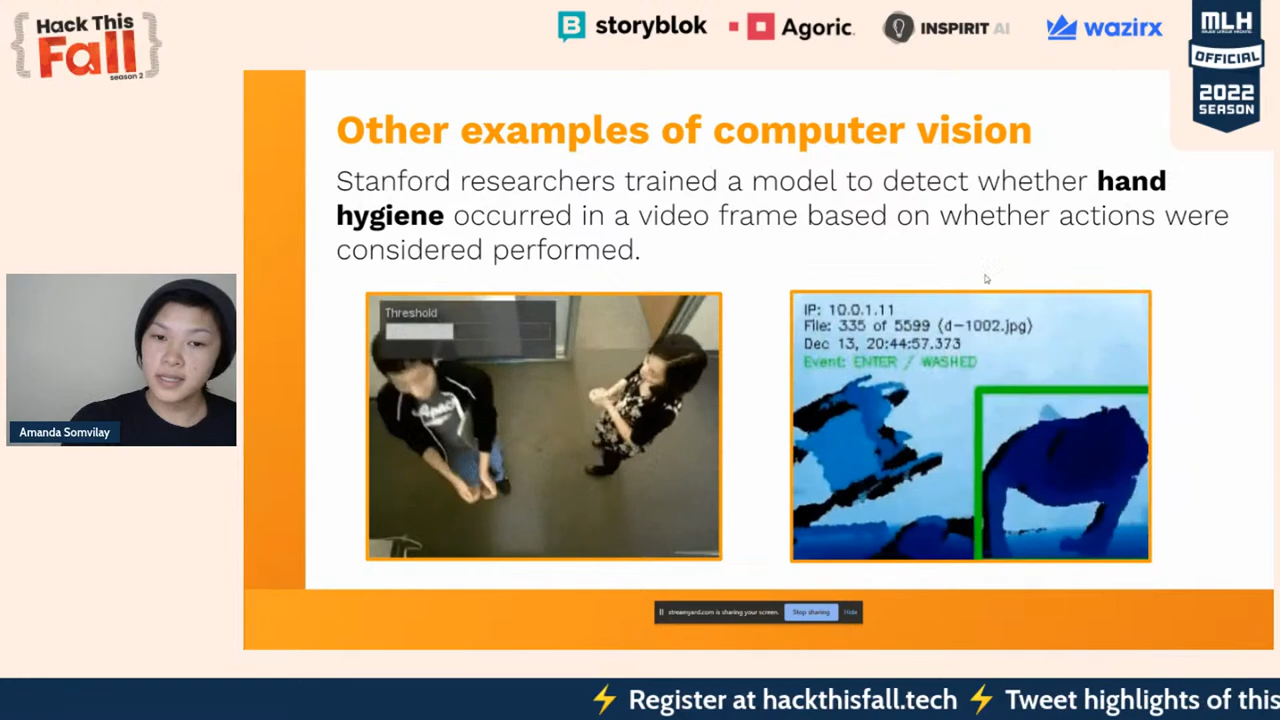 Hack This
Fall
season 2
storyblok
Agoric
INSPIRIT AI
wazirx
MLH
MAJOR LEAGUE HACKING
OFFICIAL
2022
SEASON
Other examples of computer vision
Stanford researchers trained a model to detect whether hand
hygiene occurred in a video frame based on whether actions were
considered performed.
Threshold
IP: 10.0.1.11
File: 335 of 5599 (d-1002.jpg)
Dec 13, 20:44:57.373
Event: ENTER / WASHED
Amanda Somvilay
streamyard.com is sharing your screen.
Stop sharing
Hide
⚡ Register at hackthisfall.tech ⚡ Tweet highlights of this